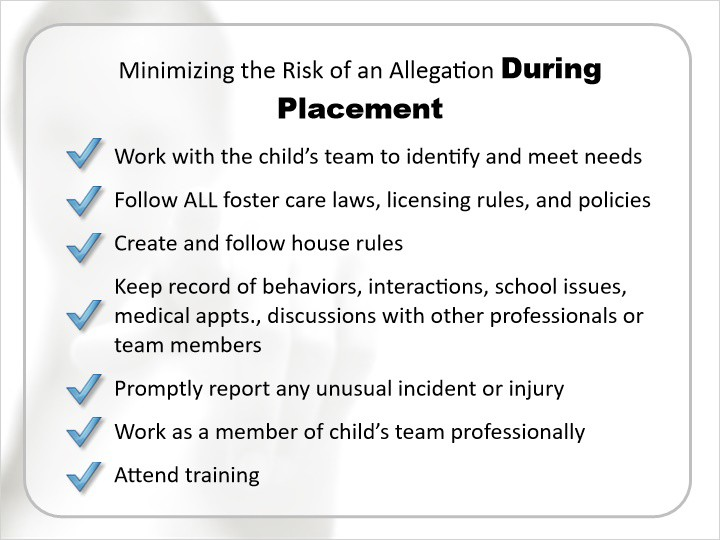 Minimizing the Risk of an Allegation During
Placement
Work with the child’s team to identify and meet needs
Follow ALL foster care laws, licensing rules, and policies
Create and follow house rules
Keep record of behaviors, interactions, school issues,
medical appts., discussions with other professionals or
team members
Promptly report any unusual incident or injury
Work as a member of child’s team professionally
Attend training